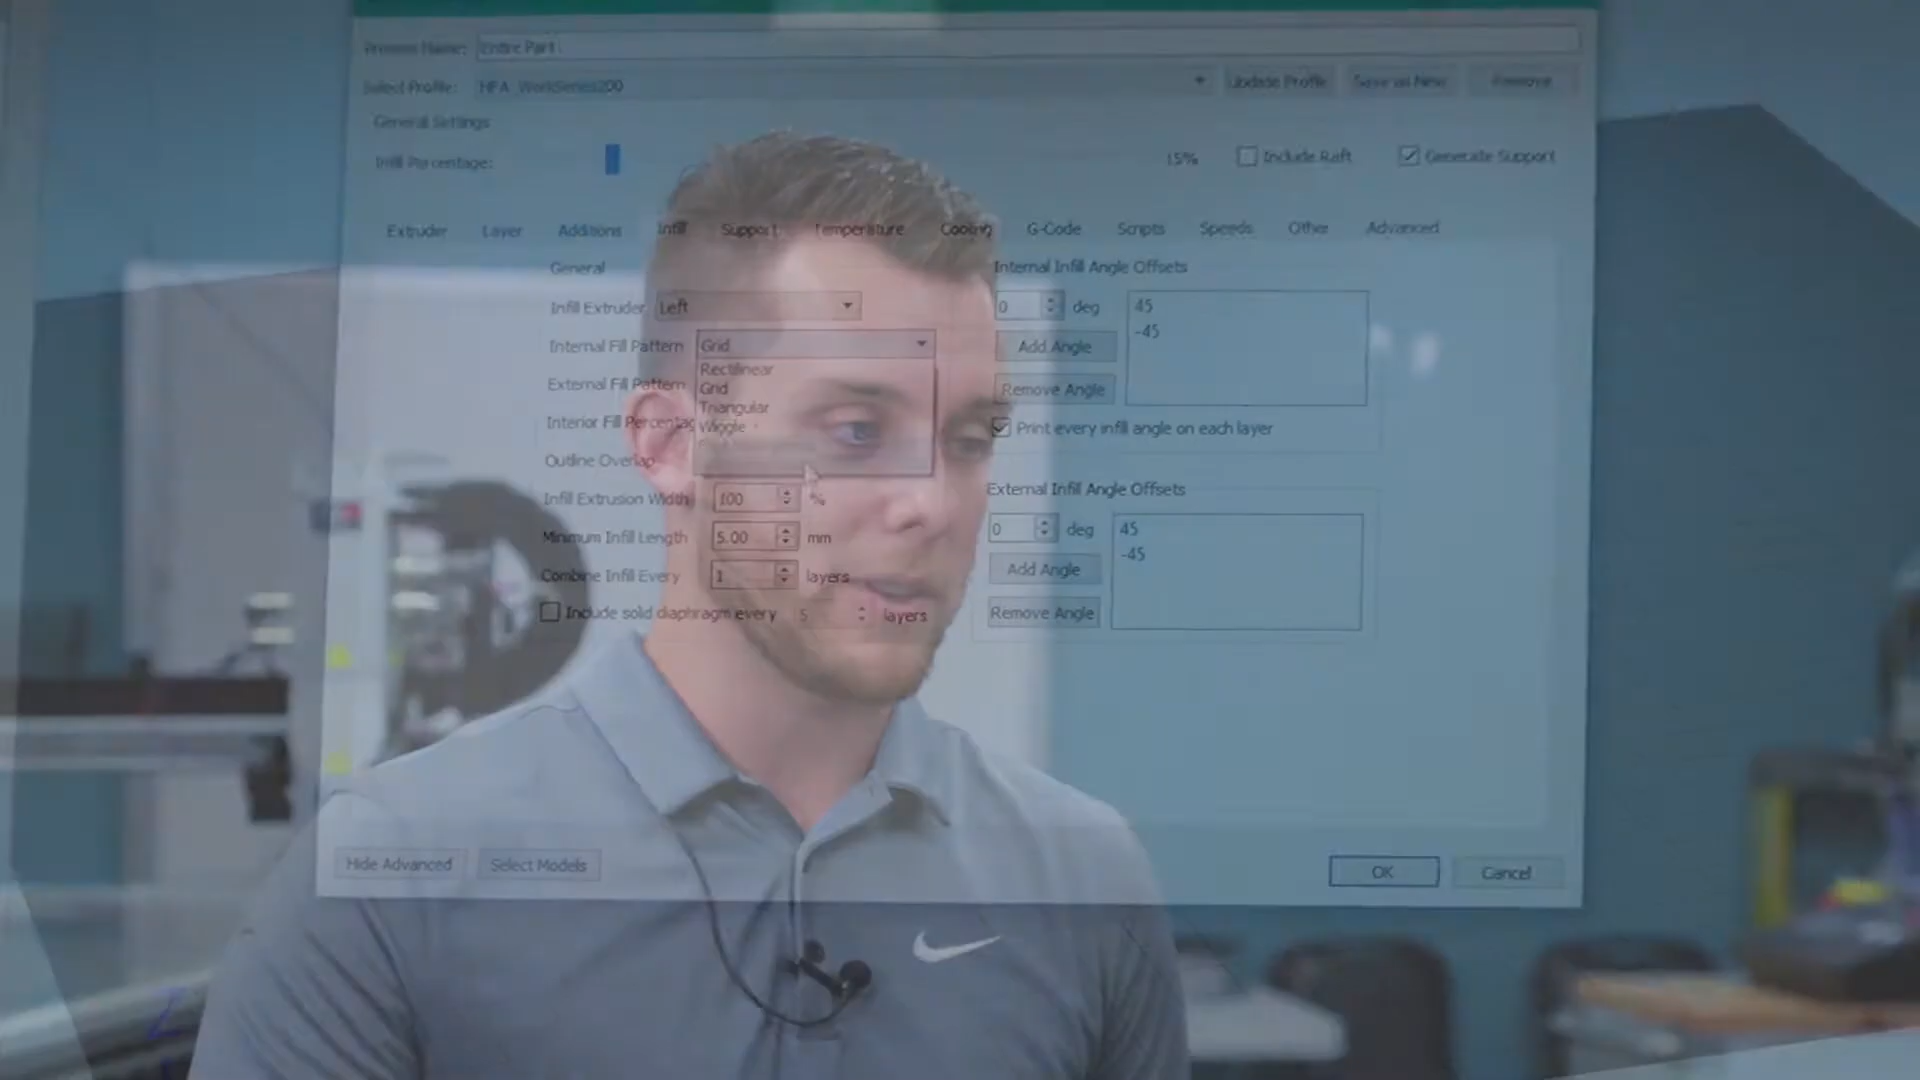 Process Name: Entire Part
Select Profile: HFA_WorkSeries200 Update Profile Save as New Remove
General Settings
Infill Percentage: 15% Include Raft Generate Support
Extruder Layer Additions Infill Support Temperature Cooling G-Code Scripts Speeds Other Advanced
General
Infill Extruder Left
Internal Fill Pattern Grid
Rectilinear
External Fill Pattern Grid
Triangular
Interior Fill Wiggle
Outline Overlap
Infill Extrusion Width 100 %
Minimum Infill Length 5.00 mm
Combine Infill Every 1 layers
Include solid diaphragm every 5 layers
Internal Infill Angle Offsets
0 deg 45
-45
Add Angle
Remove Angle
Print every infill angle on each layer
External Infill Angle Offsets
0 deg 45
-45
Add Angle
Remove Angle
Hide Advanced Select Models OK Cancel